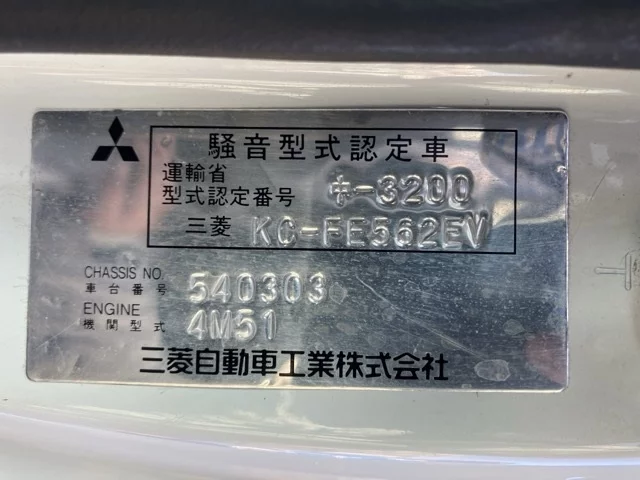 騒音型式認定車
運輸省
型式認定番号 中-3200
三菱 KC-FE562EV
CHASSIS NO.
車台番号 540303
ENGINE
機関型式 4M51
三菱自動車工業株式会社